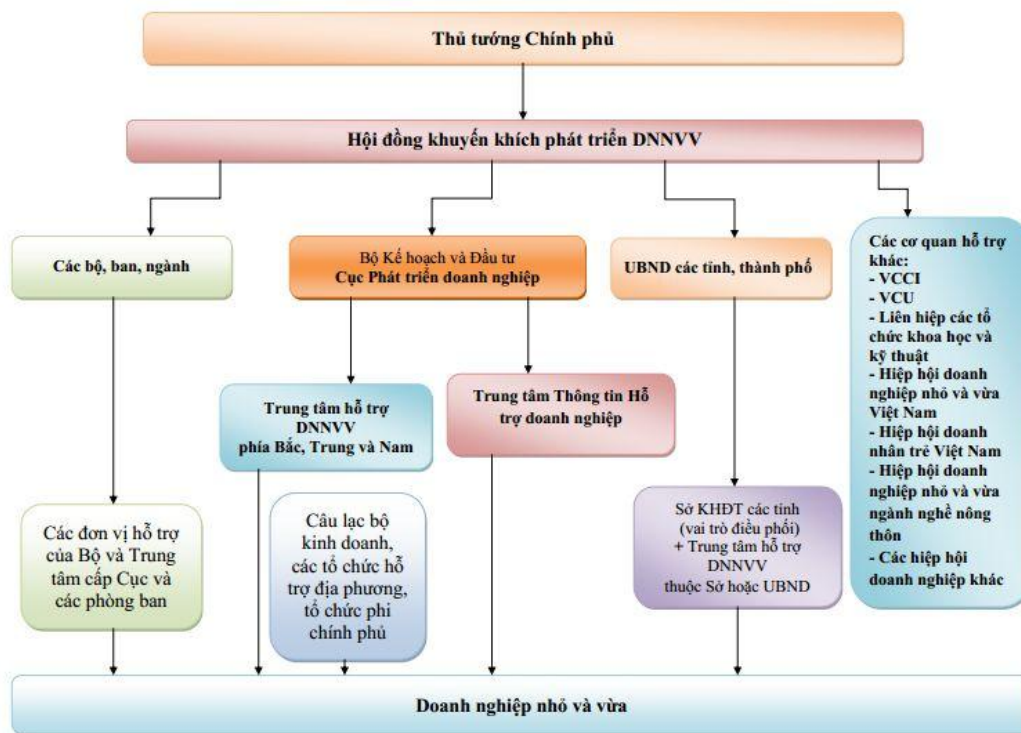 Thủ tướng Chính phủ
Hội đồng khuyến khích phát triển DNNVV
Các bộ, ban, ngành
Bộ Kế hoạch và Đầu tư
Cục Phát triển doanh nghiệp
UBND các tỉnh, thành phố
Các cơ quan hỗ trợ
khác:
- VCCI
- VCU
- Liên hiệp các tổ
chức khoa học và
kỹ thuật
- Hiệp hội doanh
nghiệp nhỏ và vừa
Việt Nam
- Hiệp hội doanh
nhân trẻ Việt Nam
- Hiệp hội doanh
nghiệp nhỏ và vừa
ngành nghề nông
thôn
- Các hiệp hội
doanh nghiệp khác
Trung tâm hỗ trợ
DNNVV
phía Bắc, Trung và Nam
Trung tâm Thông tin Hỗ
trợ doanh nghiệp
Các đơn vị hỗ trợ
của Bộ và Trung
tâm cấp Cục và
các phòng ban
Câu lạc bộ
kinh doanh,
các tổ chức hỗ
trợ địa phương,
tổ chức phi
chính phủ
Sở KHĐT các tỉnh
(vai trò điều phối)
+ Trung tâm hỗ trợ
DNNVV
thuộc Sở hoặc UBND
Doanh nghiệp nhỏ và vừa